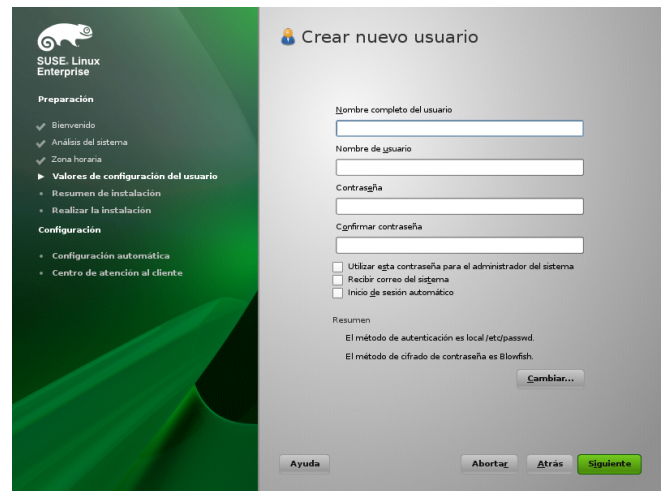 SUSE. Linux
Enterprise
Preparación
Bienvenido
Análisis del sistema
Zona horaria
Valores de configuración del usuario
Resumen de instalación
Realizar la instalación
Configuración
Configuración automática
Centro de atención al cliente
Crear nuevo usuario
Nombre completo del usuario
Nombre de usuario
Contraseña
Confirmar contraseña
Utilizar esta contraseña para el administrador del sistema
Recibir correo del sistema
Inicio de sesión automático
Resumen
El método de autenticación es local /etc/passwd.
El método de cifrado de contraseña es Blowfish.
Cambiar...
Ayuda
Abortar
Atrás
Siguiente